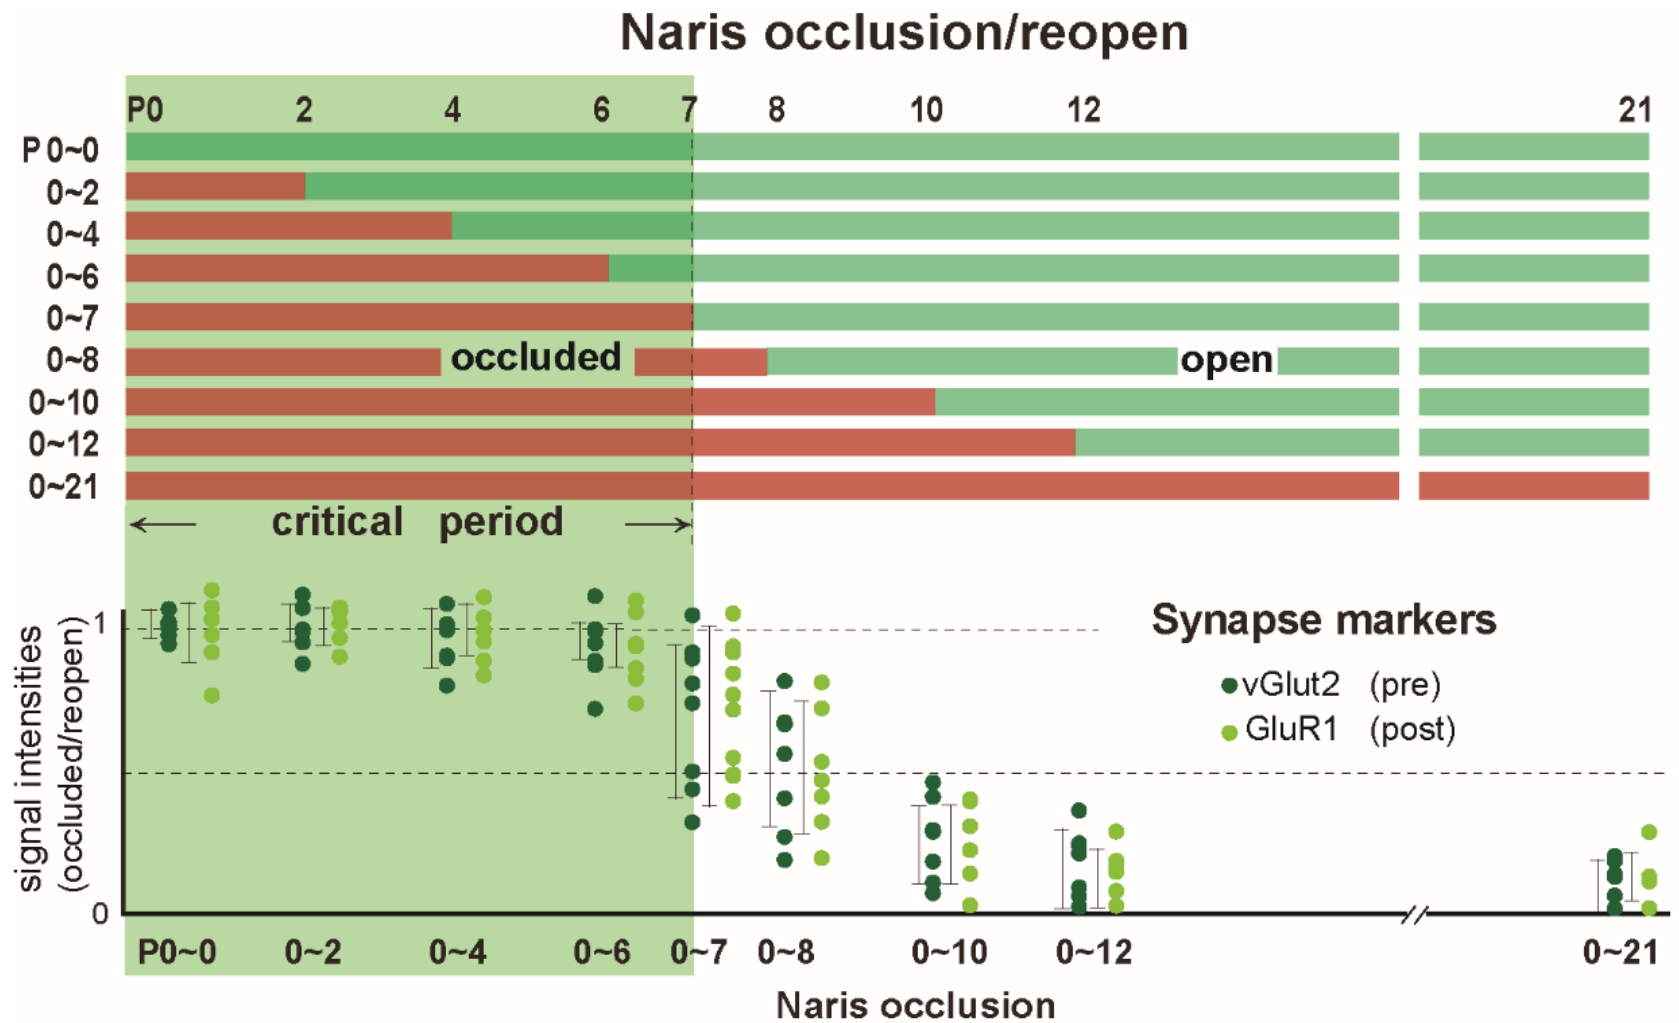 Naris occlusion/reopen
P0 2 4 6 7 8 10 12 21
P 0~0
0~2
0~4
0~6
0~7
0~8 occluded open
0~10
0~12
0~21
critical period
signal intensities
(occluded/reopen)
1
0
Synapse markers
vGlut2 (pre)
GluR1 (post)
P0~0 0~2 0~4 0~6 0~7 0~8 0~10 0~12 0~21
Naris occlusion